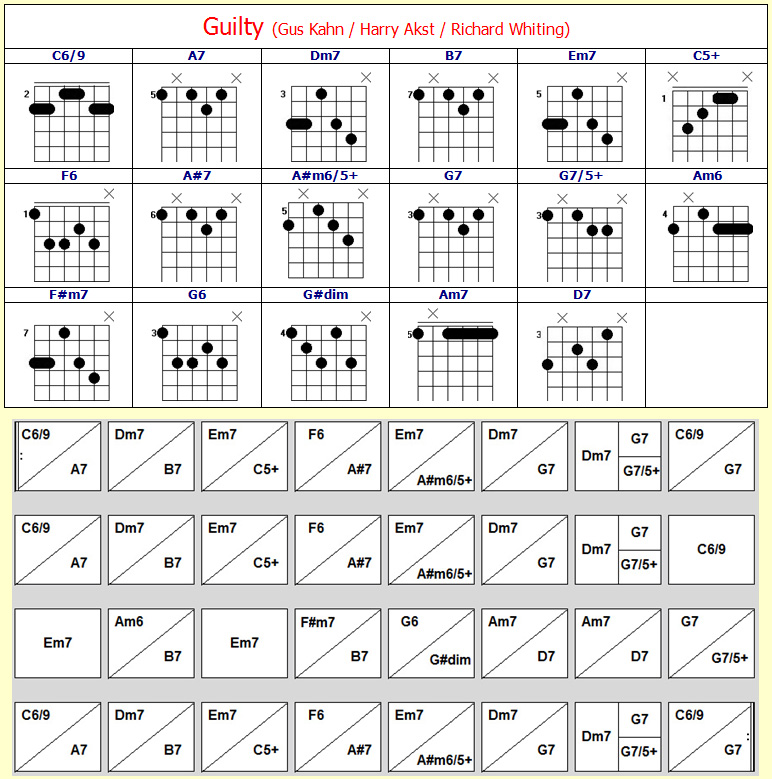 Guilty (Gus Kahn / Harry Akst / Richard Whiting)
C6/9 A7 Dm7 B7 Em7 C5+
2 5 3 7 5 1
F6 A#7 A#m6/5+ G7 G7/5+ Am6
1 6 5 3 3 4
F#m7 G6 G#dim Am7 D7
7 3 4 5 3
C6/9 A7 Dm7 B7 Em7 C5+ F6 A#7 Em7 A#m6/5+ Dm7 G7 Dm7 G7 G7/5+ C6/9 G7
C6/9 A7 Dm7 B7 Em7 C5+ F6 A#7 Em7 A#m6/5+ Dm7 G7 Dm7 G7 G7/5+ C6/9
Em7 Am6 B7 Em7 F#m7 B7 G6 G#dim Am7 D7 Am7 D7 G7 G7/5+
C6/9 A7 Dm7 B7 Em7 C5+ F6 A#7 Em7 A#m6/5+ Dm7 G7 Dm7 G7 G7/5+ C6/9 G7